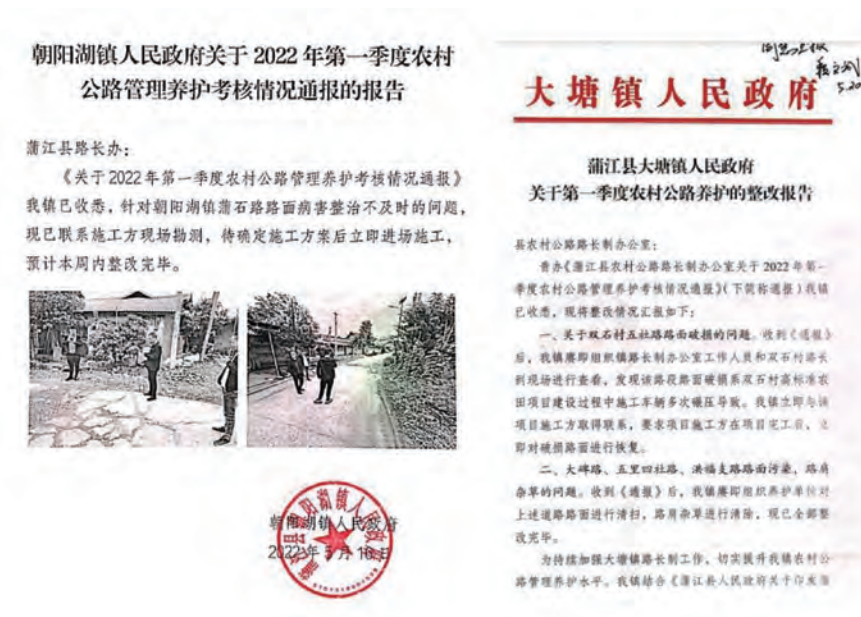 朝阳湖镇人民政府关于 2022 年第一季度农村
公路管理养护考核情况通报的报告
蒲江县路长办：
《关于2022年第一季度农村公路管理养护考核情况通报》
我镇已收悉，针对朝阳湖镇蒲石路路面病害整治不及时的问题，
现已联系施工方现场勘测，待确定施工方案后立即进场施工，
预计本周内整改完毕。
朝阳湖镇人民政府
2022年5月16日
大塘镇人民政府
5.20
蒲江县大塘镇人民政府
关于第一季度农村公路养护的整改报告
县农村公路路长制办公室：
贵办《蒲江县农村公路路长制办公室关于 2022 年第一
季度农村公路管理养护考核情况通报》（下简称通报）我镇
已收悉，现将整改情况汇报如下：
一、关于双石村五社路路面破损的问题。收到《通报》
后，我镇赓即组织镇路长制办公室工作人员和双石村路长
到现场进行查看，发现该路段路面破损系双石村高标准农
田项目建设过程中施工车辆多次碾压导致。我镇立即与该
项目施工方取得联系，要求项目施工方在项目完工后，立
即对破损路面进行恢复。
二、大碑路、五里四社路、洪福支路路面污染，路肩
杂草的问题。收到《通报》后，我镇赓即组织养护单位对
上述道路路面进行清扫，路肩杂草进行清除，现已全部整
改完毕。
为持续加强大塘镇路长制工作，切实提升我镇农村公
路管理养护水平。我镇结合《蒲江县人民政府关于印发蒲